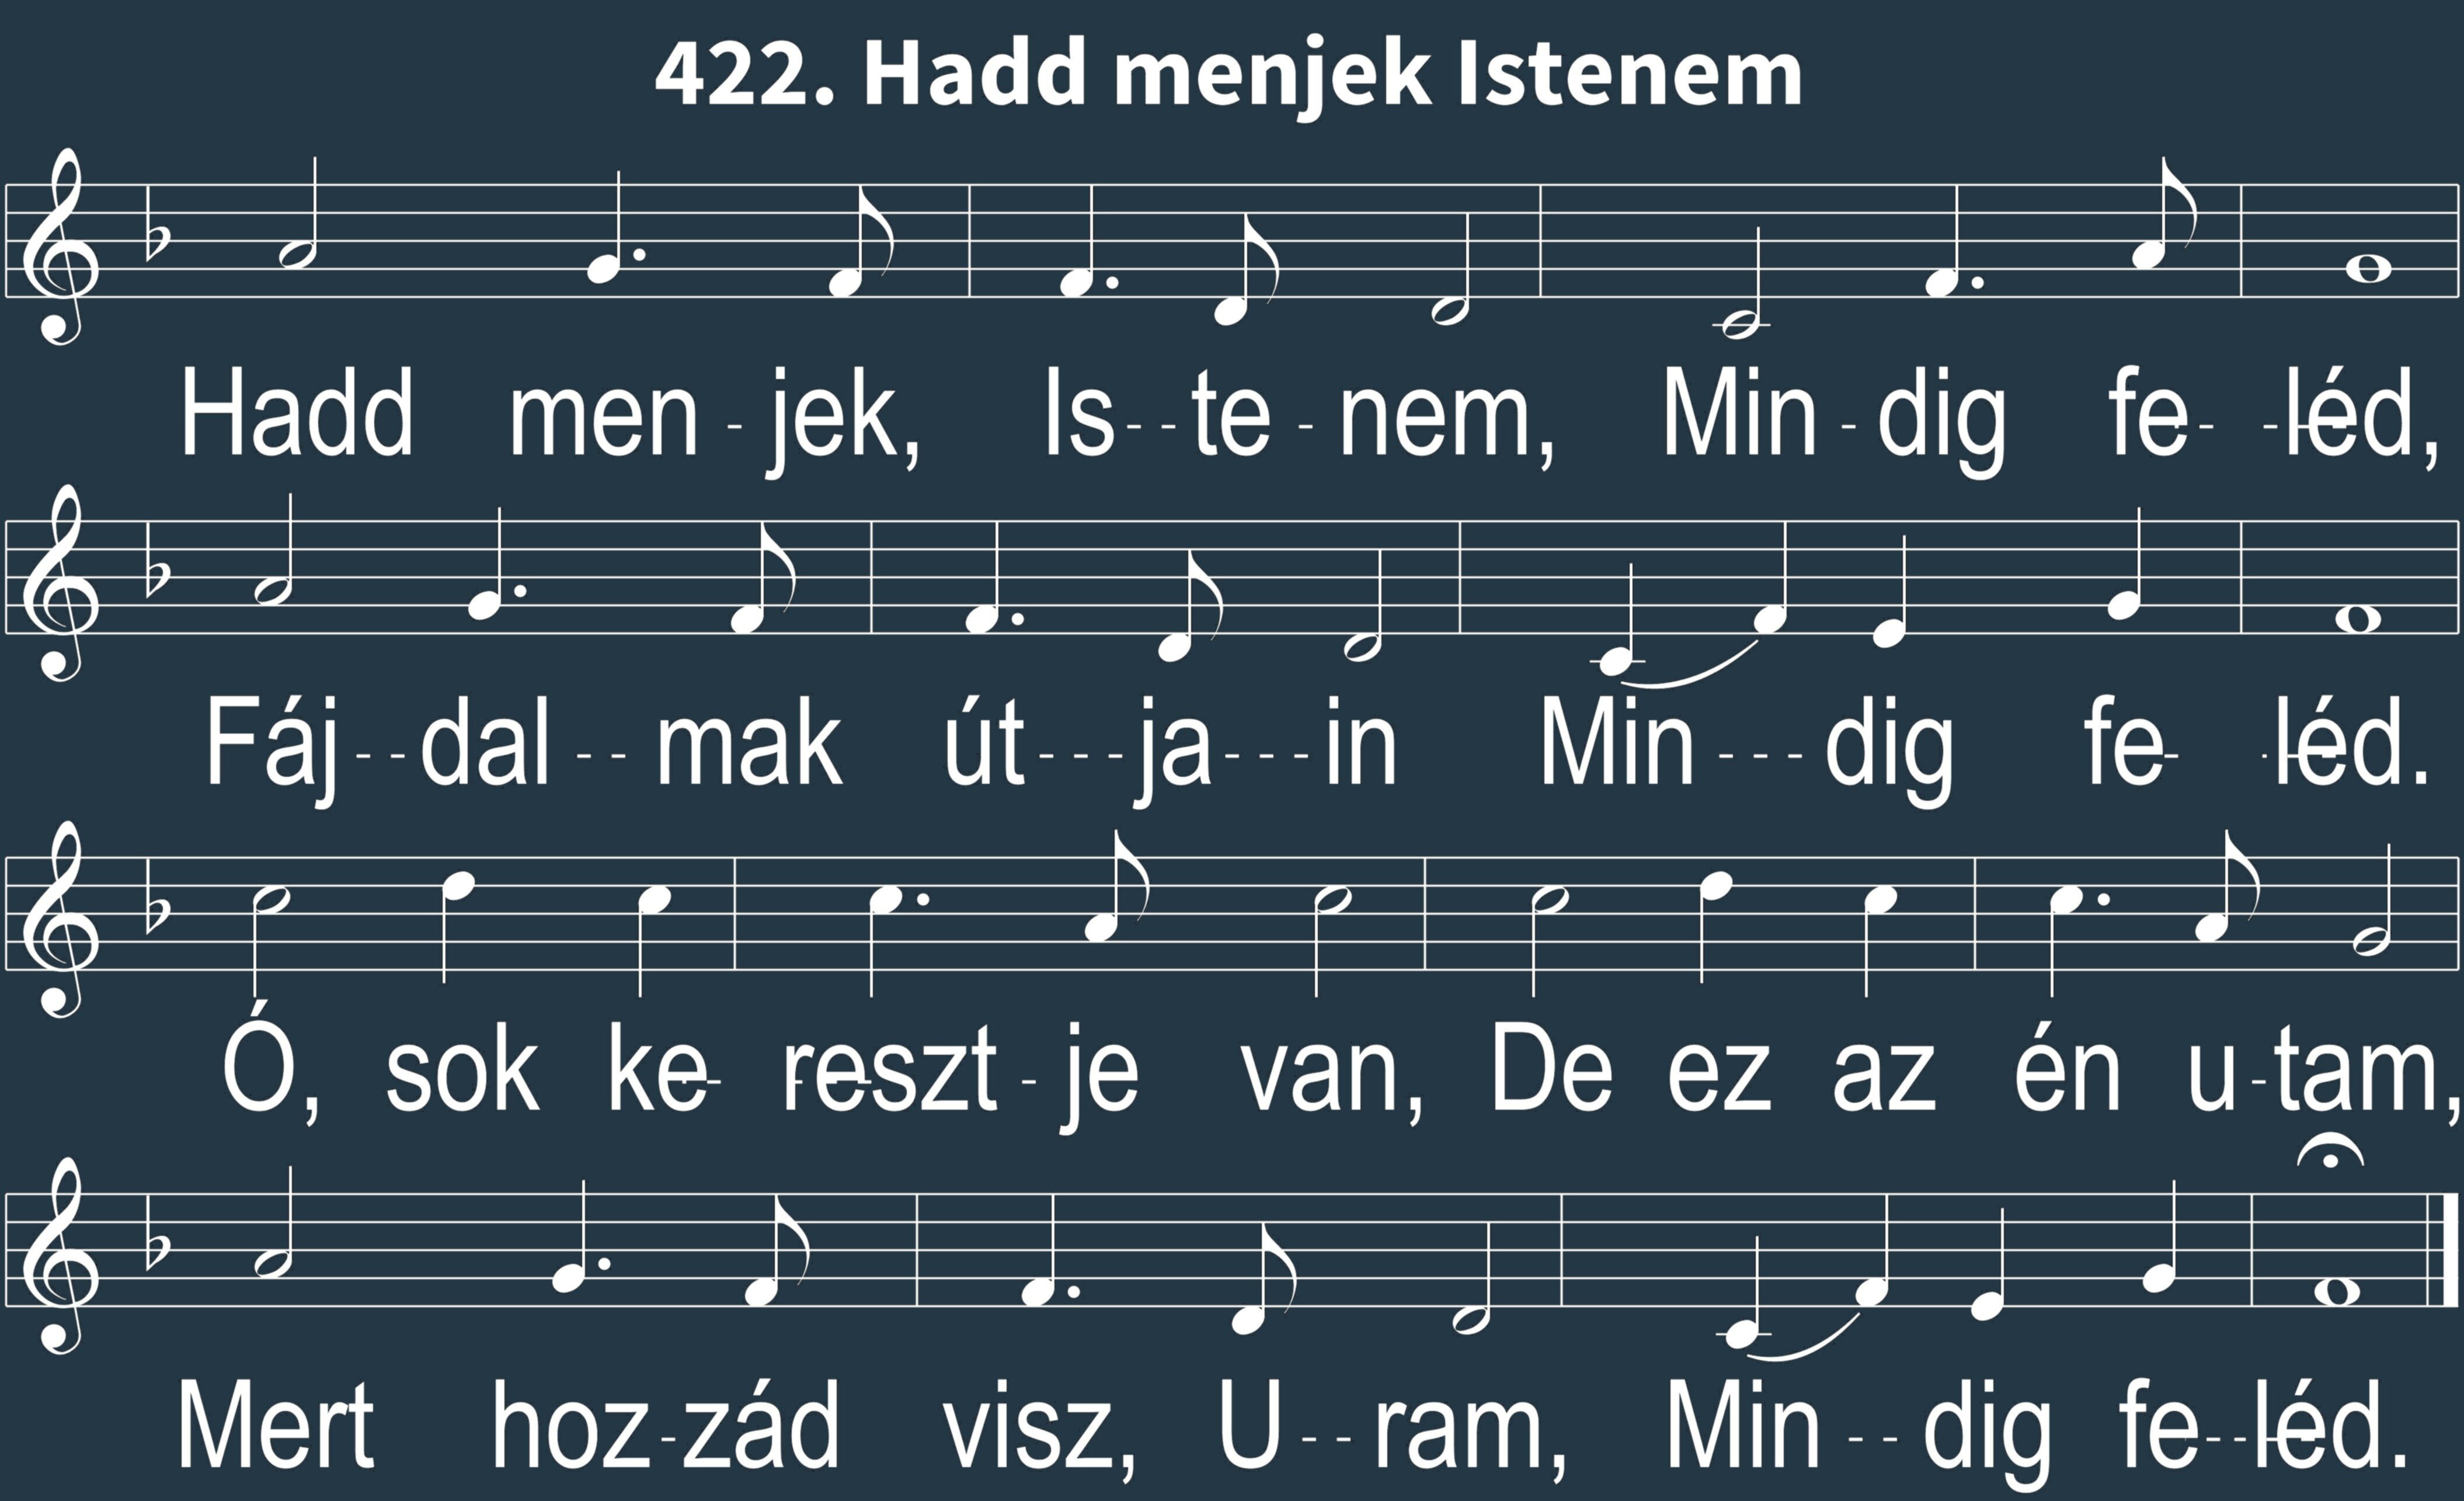 422. Hadd menjek Istenem
Hadd men - jek, Is--te - nem, Min - dig fe- -léd,
Fáj--dal--mak út---ja---in Min---dig fe- -léd.
Ó, sok ke- reszt - je van, De ez az én u-tam,
Mert hoz-zád visz, U--ram, Min--dig fe--léd.